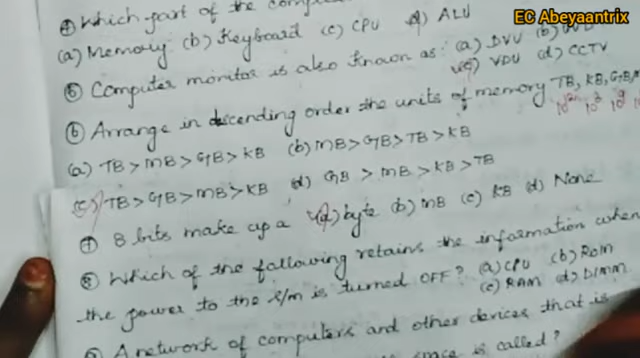 EC Abeyaantrix
④ Which part of the
(a) Memory (b) Keyboard (c) CPU (d) ALU
⑤ Computer monitor is also known as: (a) DVU (b)
(c) VDU (d) CCTV
⑥ Arrange in descending order the units of memory TB, KB, GB,
(a) TB > MB > GB > KB (b) MB > GB > TB > KB
(c) TB > GB > MB > KB (d) GB > MB > KB > TB
⑦ 8 bits make up a (a) byte (b) MB (c) KB (d) None
⑧ Which of the following retains the information when
the power to the s/m is turned OFF? (a) CPU (b) ROM
(c) RAM (d) DIMM
A network of computers and other devices that is
is called?